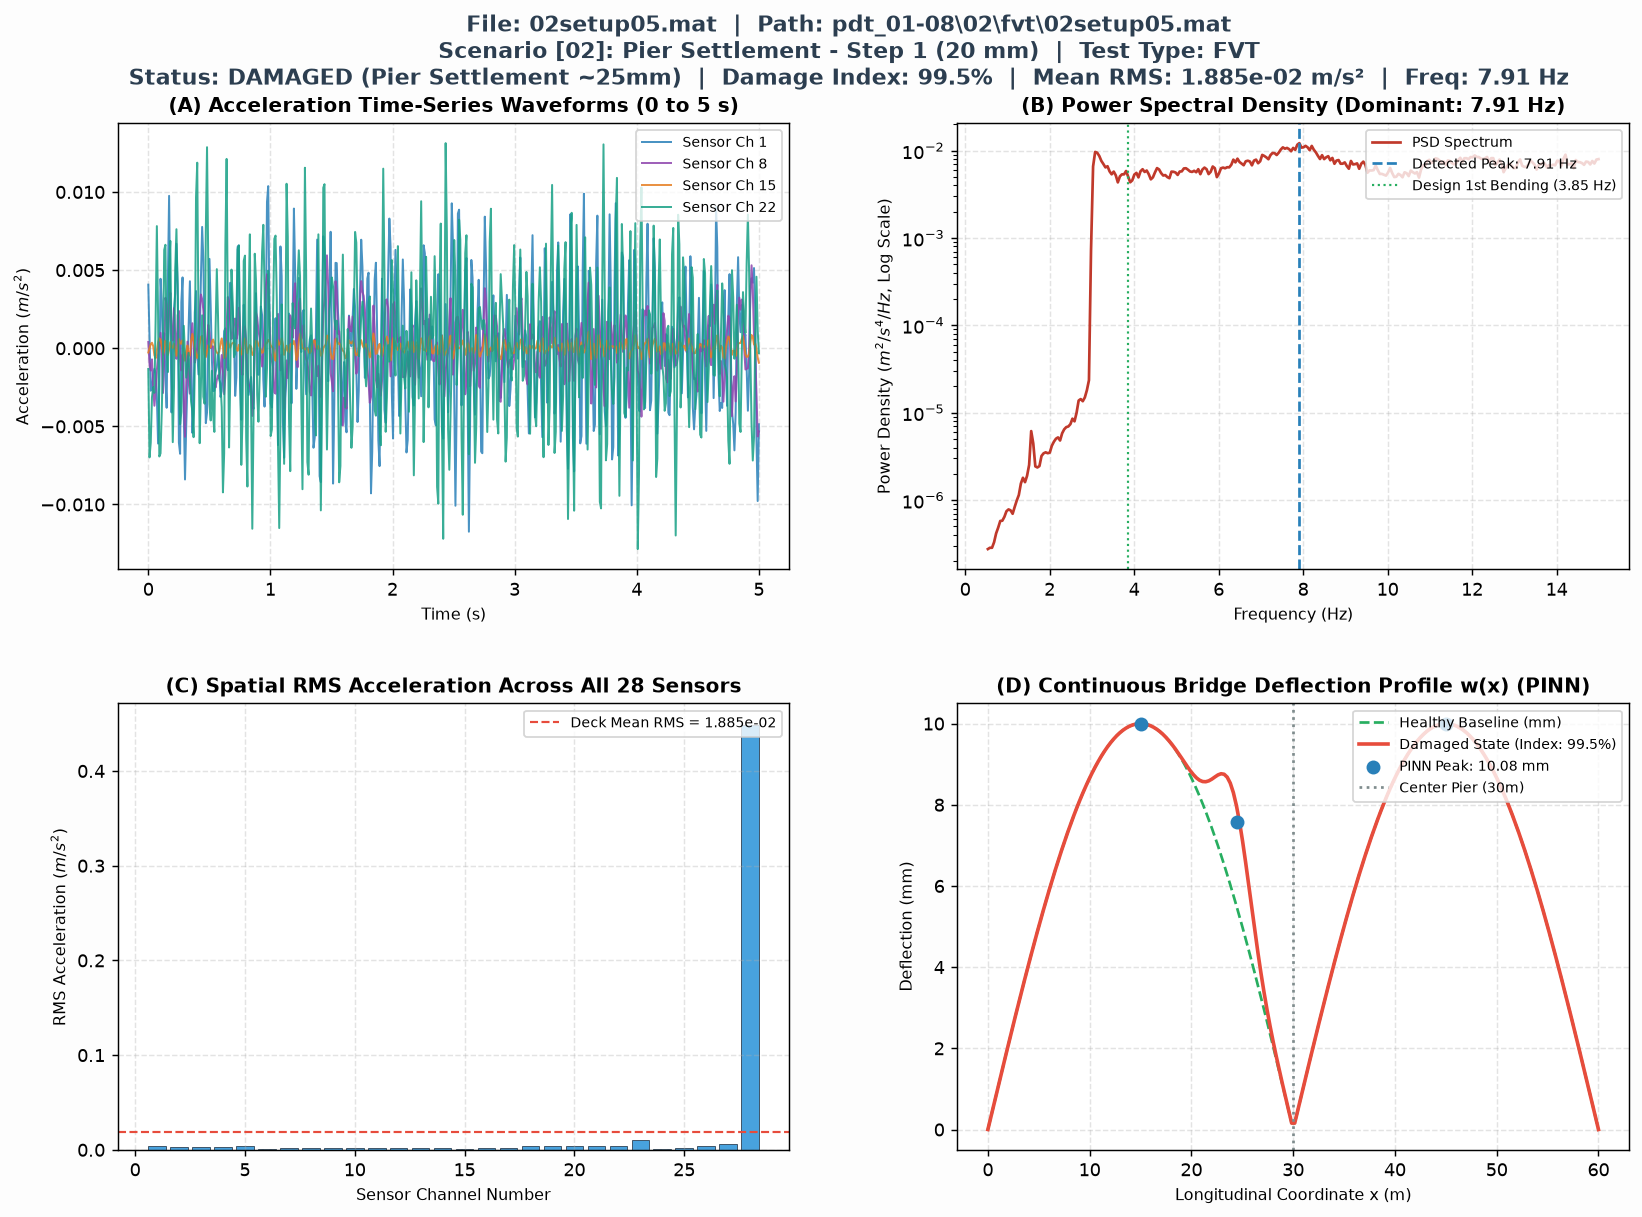 File: 02setup05.mat | Path: pdt_01-08\02\fvt\02setup05.mat
Scenario [02]: Pier Settlement - Step 1 (20 mm) | Test Type: FVT
Status: DAMAGED (Pier Settlement ~25mm) | Damage Index: 99.5% | Mean RMS: 1.885e-02 m/s² | Freq: 7.91 Hz
(A) Acceleration Time-Series Waveforms (0 to 5 s)
Sensor Ch 1
Sensor Ch 8
Sensor Ch 15
Sensor Ch 22
0.010
0.005
0.000
−0.005
−0.010
Acceleration (m/s²)
0 1 2 3 4 5
Time (s)
(B) Power Spectral Density (Dominant: 7.91 Hz)
PSD Spectrum
Detected Peak: 7.91 Hz
Design 1st Bending (3.85 Hz)
10⁻²
10⁻³
10⁻⁴
10⁻⁵
10⁻⁶
Power Density (m²/s⁴/Hz, Log Scale)
0 2 4 6 8 10 12 14
Frequency (Hz)
(C) Spatial RMS Acceleration Across All 28 Sensors
Deck Mean RMS = 1.885e-02
0.4
0.3
0.2
0.1
0.0
RMS Acceleration (m/s²)
0 5 10 15 20 25
Sensor Channel Number
(D) Continuous Bridge Deflection Profile w(x) (PINN)
Healthy Baseline (mm)
Damaged State (Index: 99.5%)
PINN Peak: 10.08 mm
Center Pier (30m)
10
8
6
4
2
0
Deflection (mm)
0 10 20 30 40 50 60
Longitudinal Coordinate x (m)